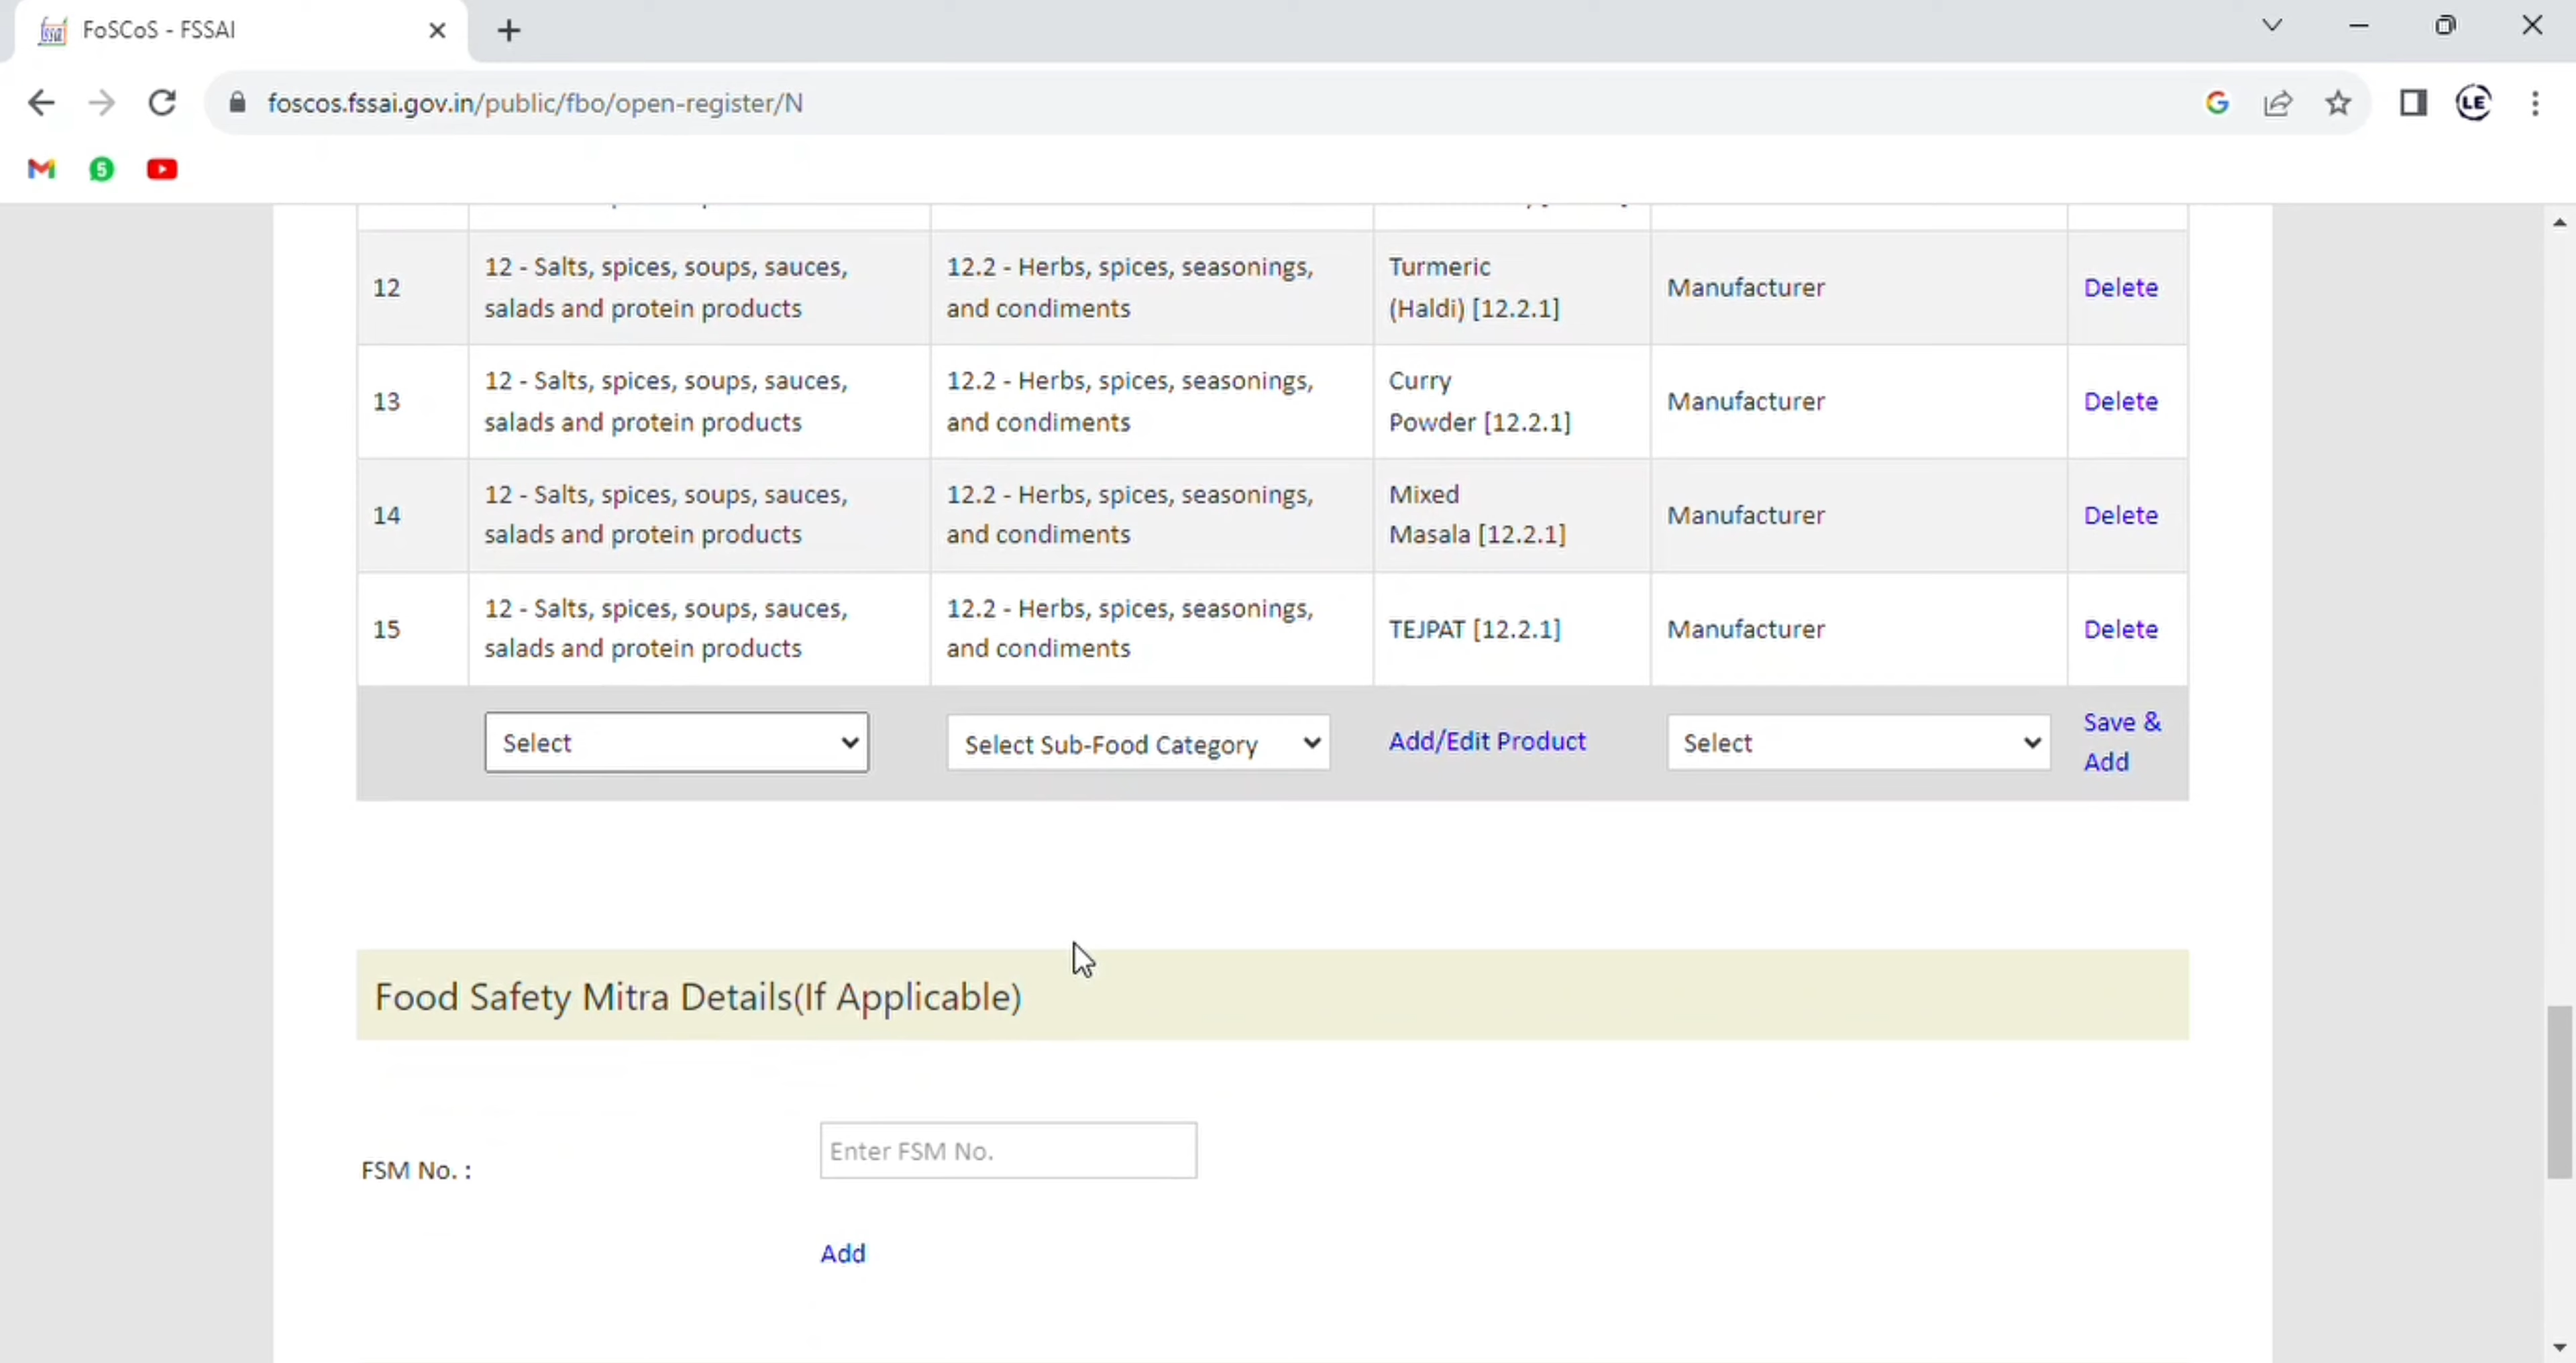 FoSCoS - FSSAI
foscos.fssai.gov.in/public/fbo/open-register/N
LE
5
12
12 - Salts, spices, soups, sauces,
salads and protein products
12.2 - Herbs, spices, seasonings,
and condiments
Turmeric
(Haldi) [12.2.1]
Manufacturer
Delete
13
12 - Salts, spices, soups, sauces,
salads and protein products
12.2 - Herbs, spices, seasonings,
and condiments
Curry
Powder [12.2.1]
Manufacturer
Delete
14
12 - Salts, spices, soups, sauces,
salads and protein products
12.2 - Herbs, spices, seasonings,
and condiments
Mixed
Masala [12.2.1]
Manufacturer
Delete
15
12 - Salts, spices, soups, sauces,
salads and protein products
12.2 - Herbs, spices, seasonings,
and condiments
TEJPAT [12.2.1]
Manufacturer
Delete
Select
Select Sub-Food Category
Add/Edit Product
Select
Save &
Add
Food Safety Mitra Details(If Applicable)
FSM No. :
Enter FSM No.
Add